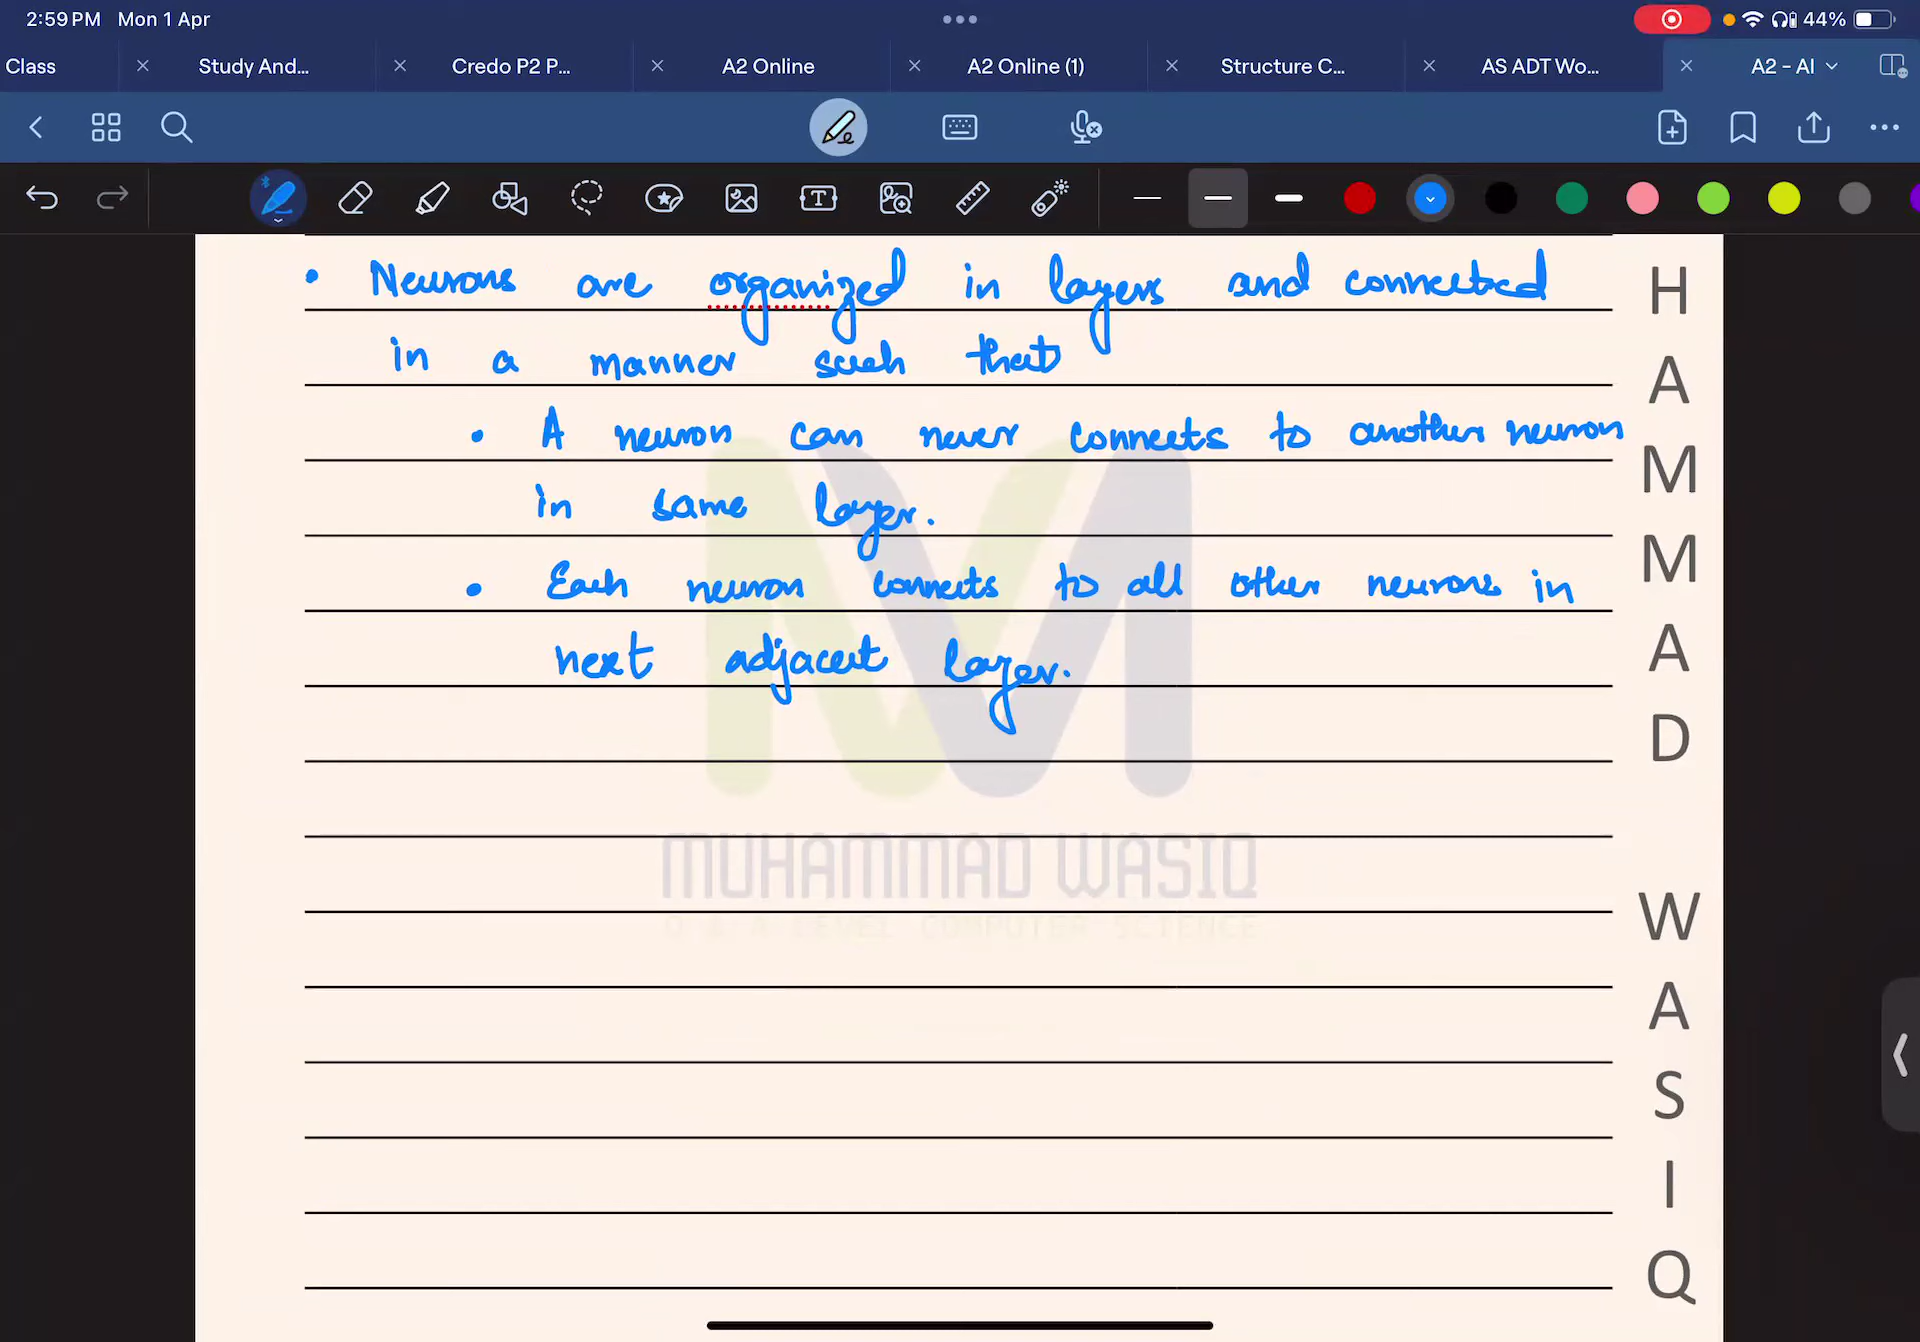 2:59 PM Mon 1 Apr
44%
Class
Study And...
Credo P2 P...
A2 Online
A2 Online (1)
Structure C...
AS ADT Wo...
A2 - AI
• Neurons are organized in layers and connected
in a manner such that
• A neuron can never connects to another neuron
in same layer.
• Each neuron connects to all other neurons in
next adjacent layer.
MUHAMMAD WASIQ
O & A LEVEL COMPUTER SCIENCE
H
A
M
M
A
D
W
A
S
I
Q